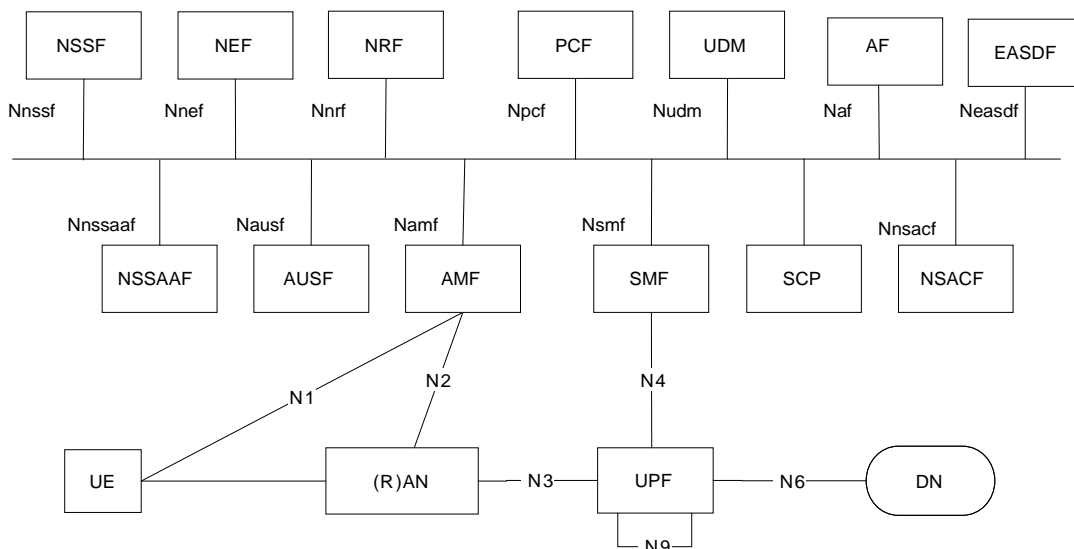 NSSF NEF NRF PCF UDM AF EASDF
Nnssf Nnef Nnrf Npcf Nudm Naf Neasdf
Nnssaaf Nausf Namf Nsmf Nnsacf
NSSAAF AUSF AMF SMF SCP NSACF
N1 N2 N4
UE (R)AN N3 UPF N6 DN
N9